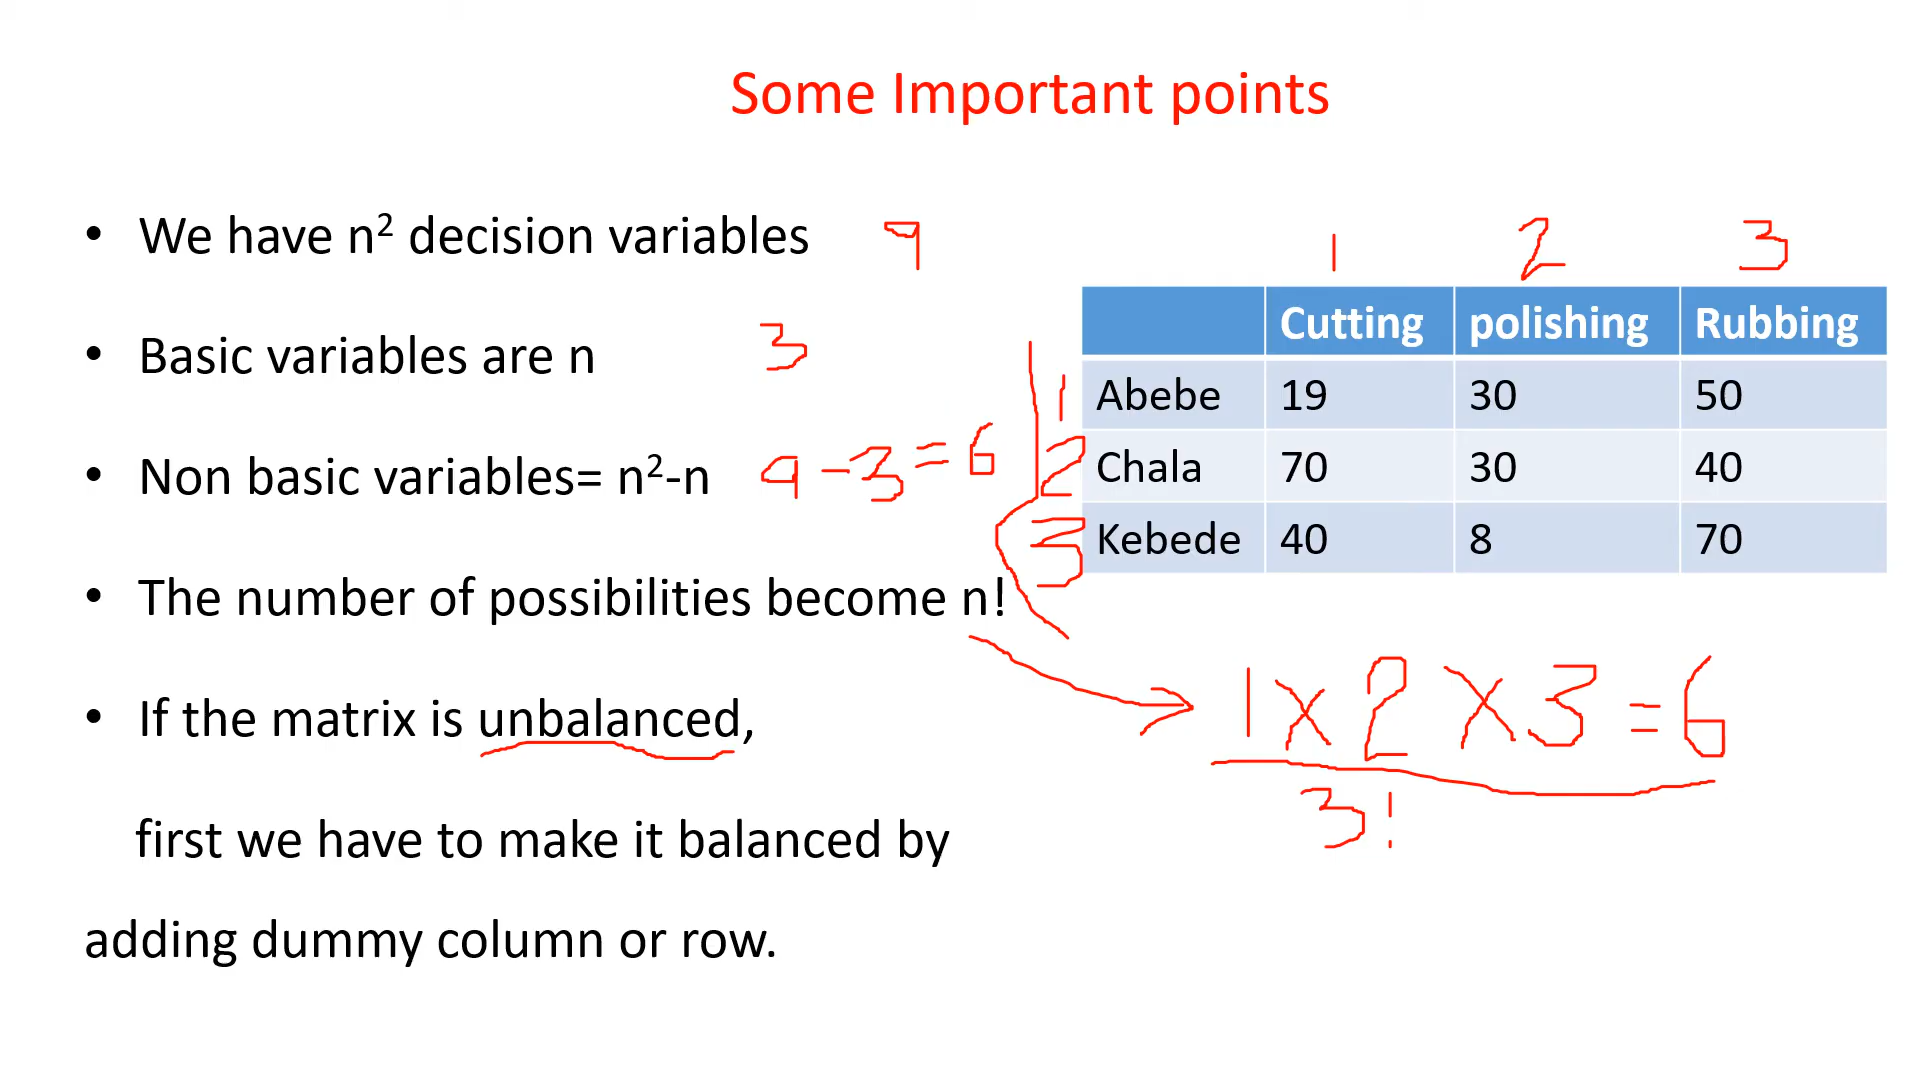 Some Important points
• We have n² decision variables 9
• Basic variables are n 3
• Non basic variables= n²-n 9 - 3 = 6
• The number of possibilities become n!
• If the matrix is unbalanced,
first we have to make it balanced by
adding dummy column or row.
1 2 3
Cutting polishing Rubbing
1 Abebe 19 30 50
2 Chala 70 30 40
3 Kebede 40 8 70
1 x 2 x 3 = 6
3!